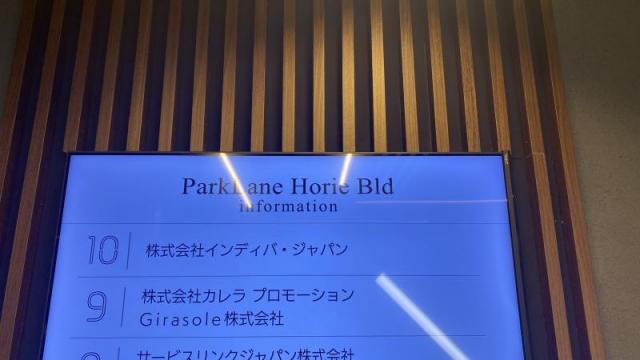 ParkLane Horie Bld
information
10 株式会社インディバ・ジャパン
9 株式会社カレラ プロモーション
Girasole株式会社
サービスリンクジャパン株式会社